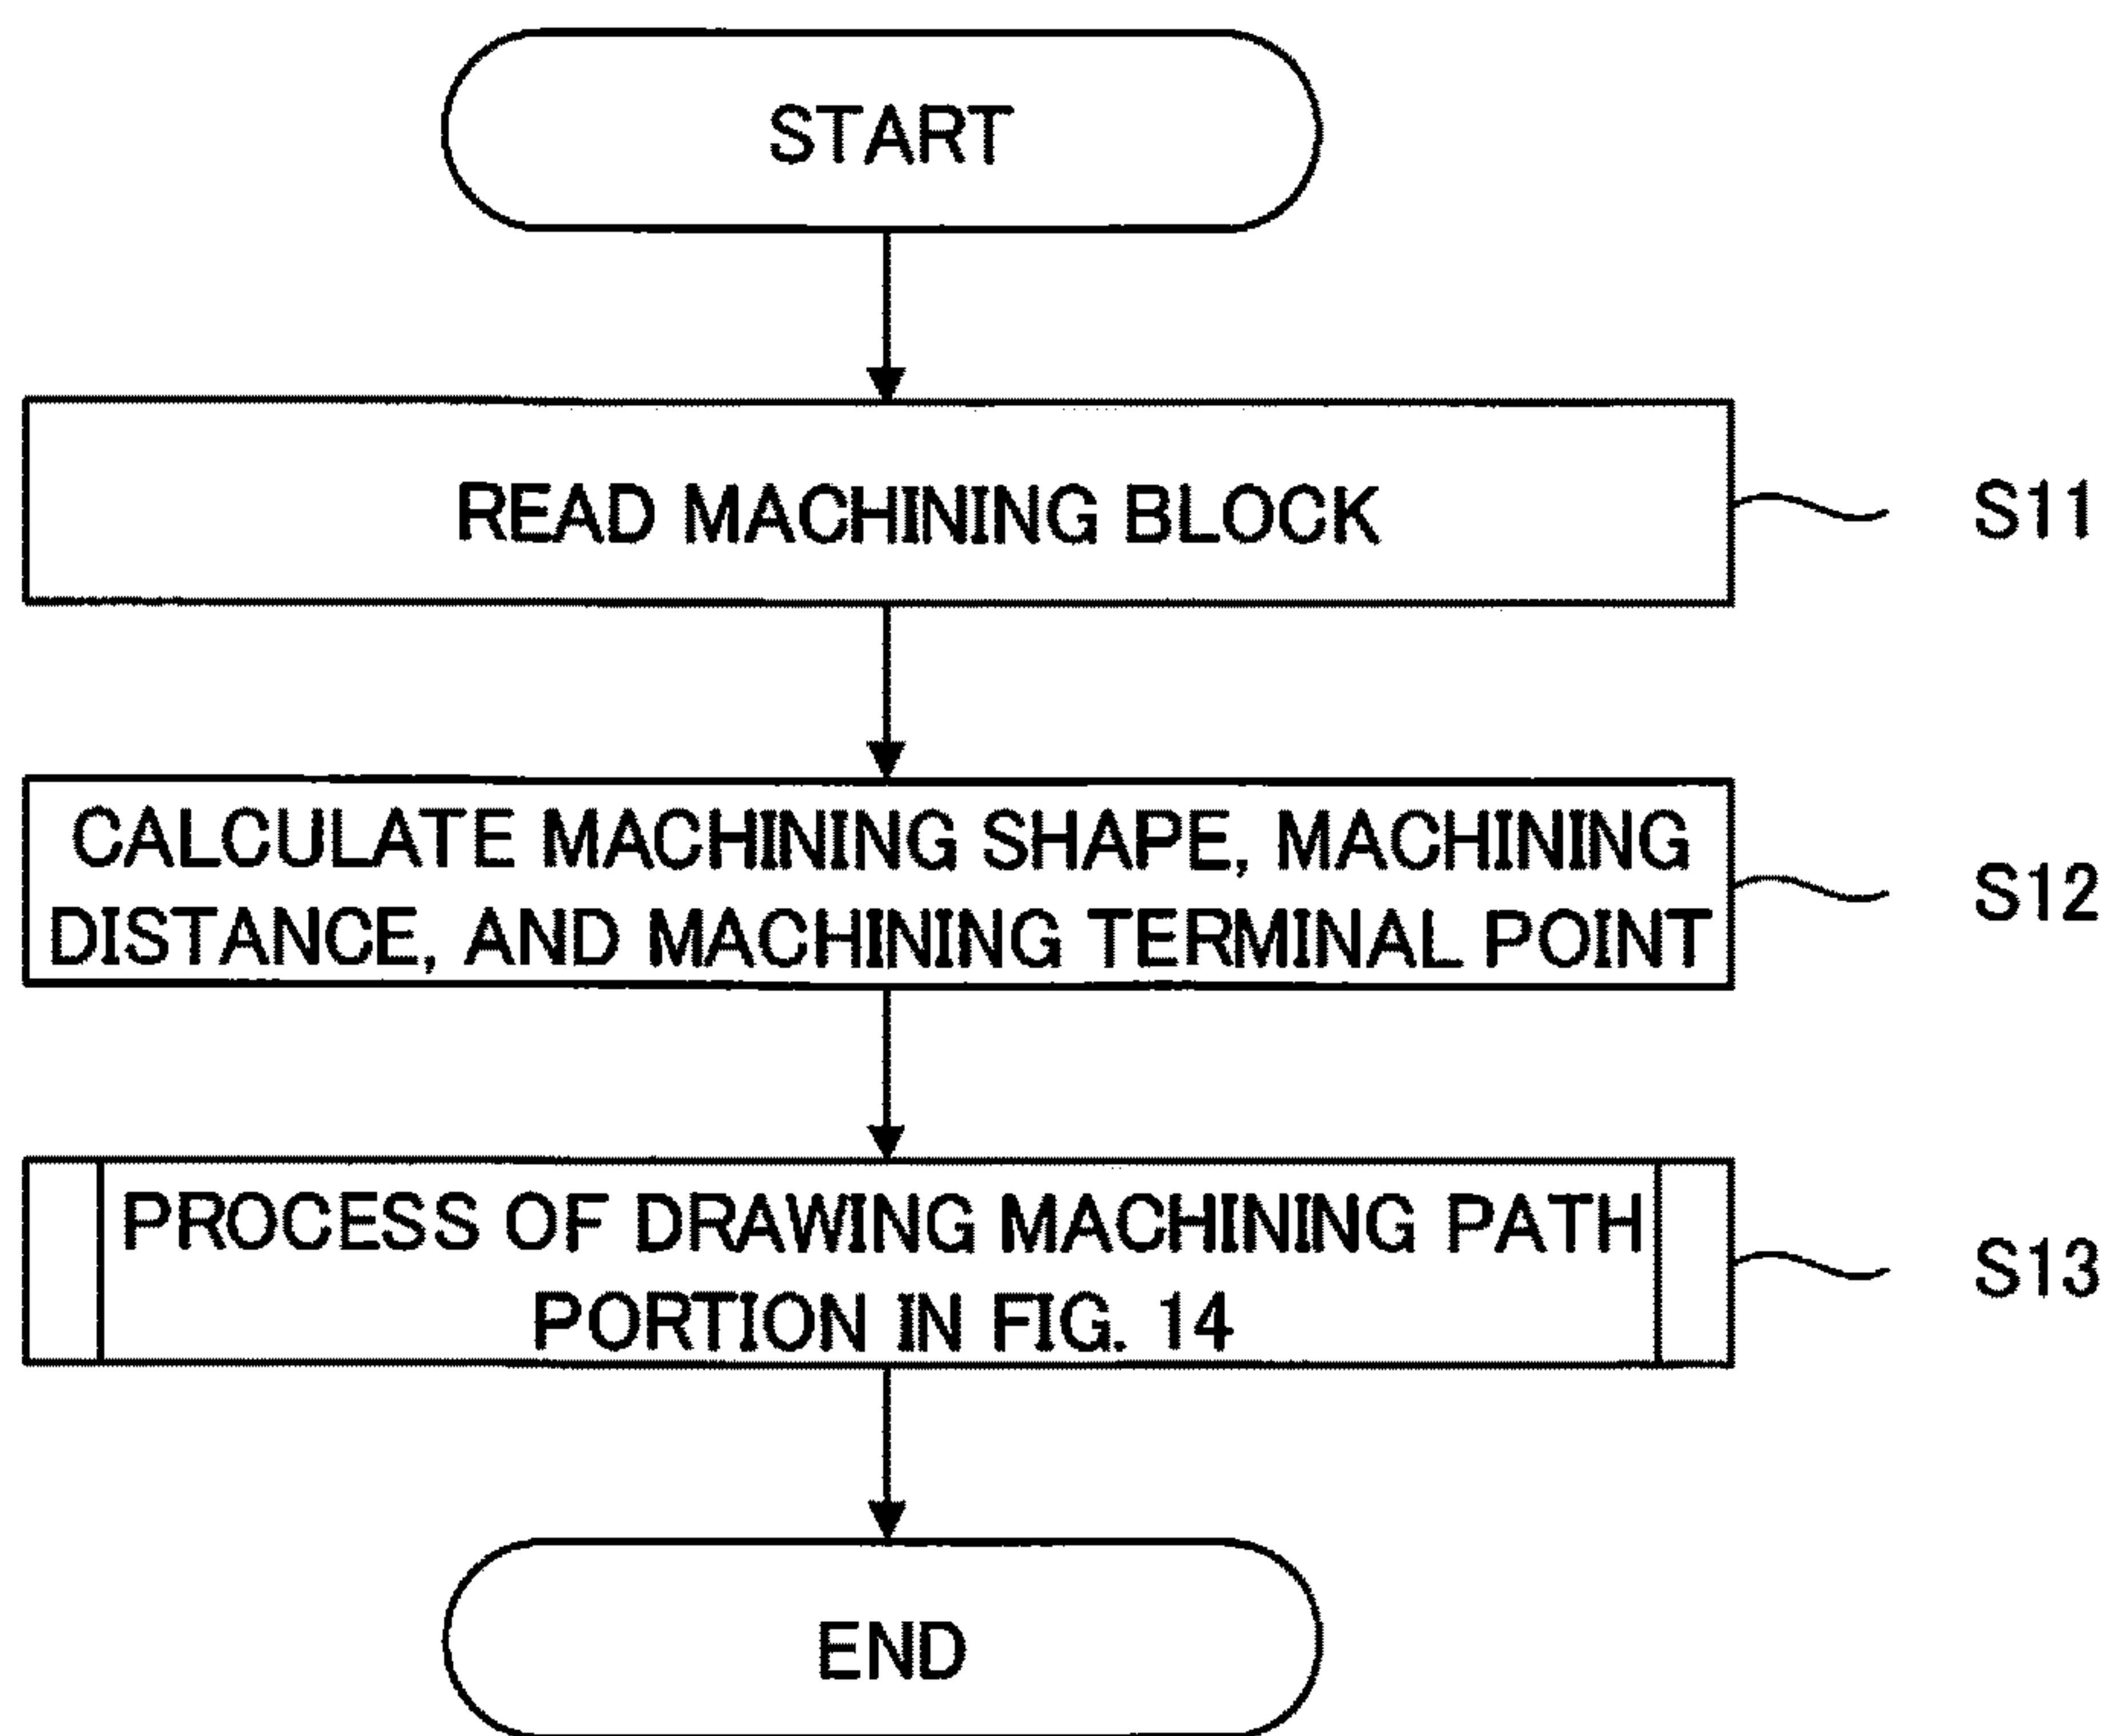 START
READ MACHINING BLOCK
S11
CALCULATE MACHINING SHAPE, MACHINING
DISTANCE, AND MACHINING TERMINAL POINT
S12
PROCESS OF DRAWING MACHINING PATH
PORTION IN FIG. 14
S13
END